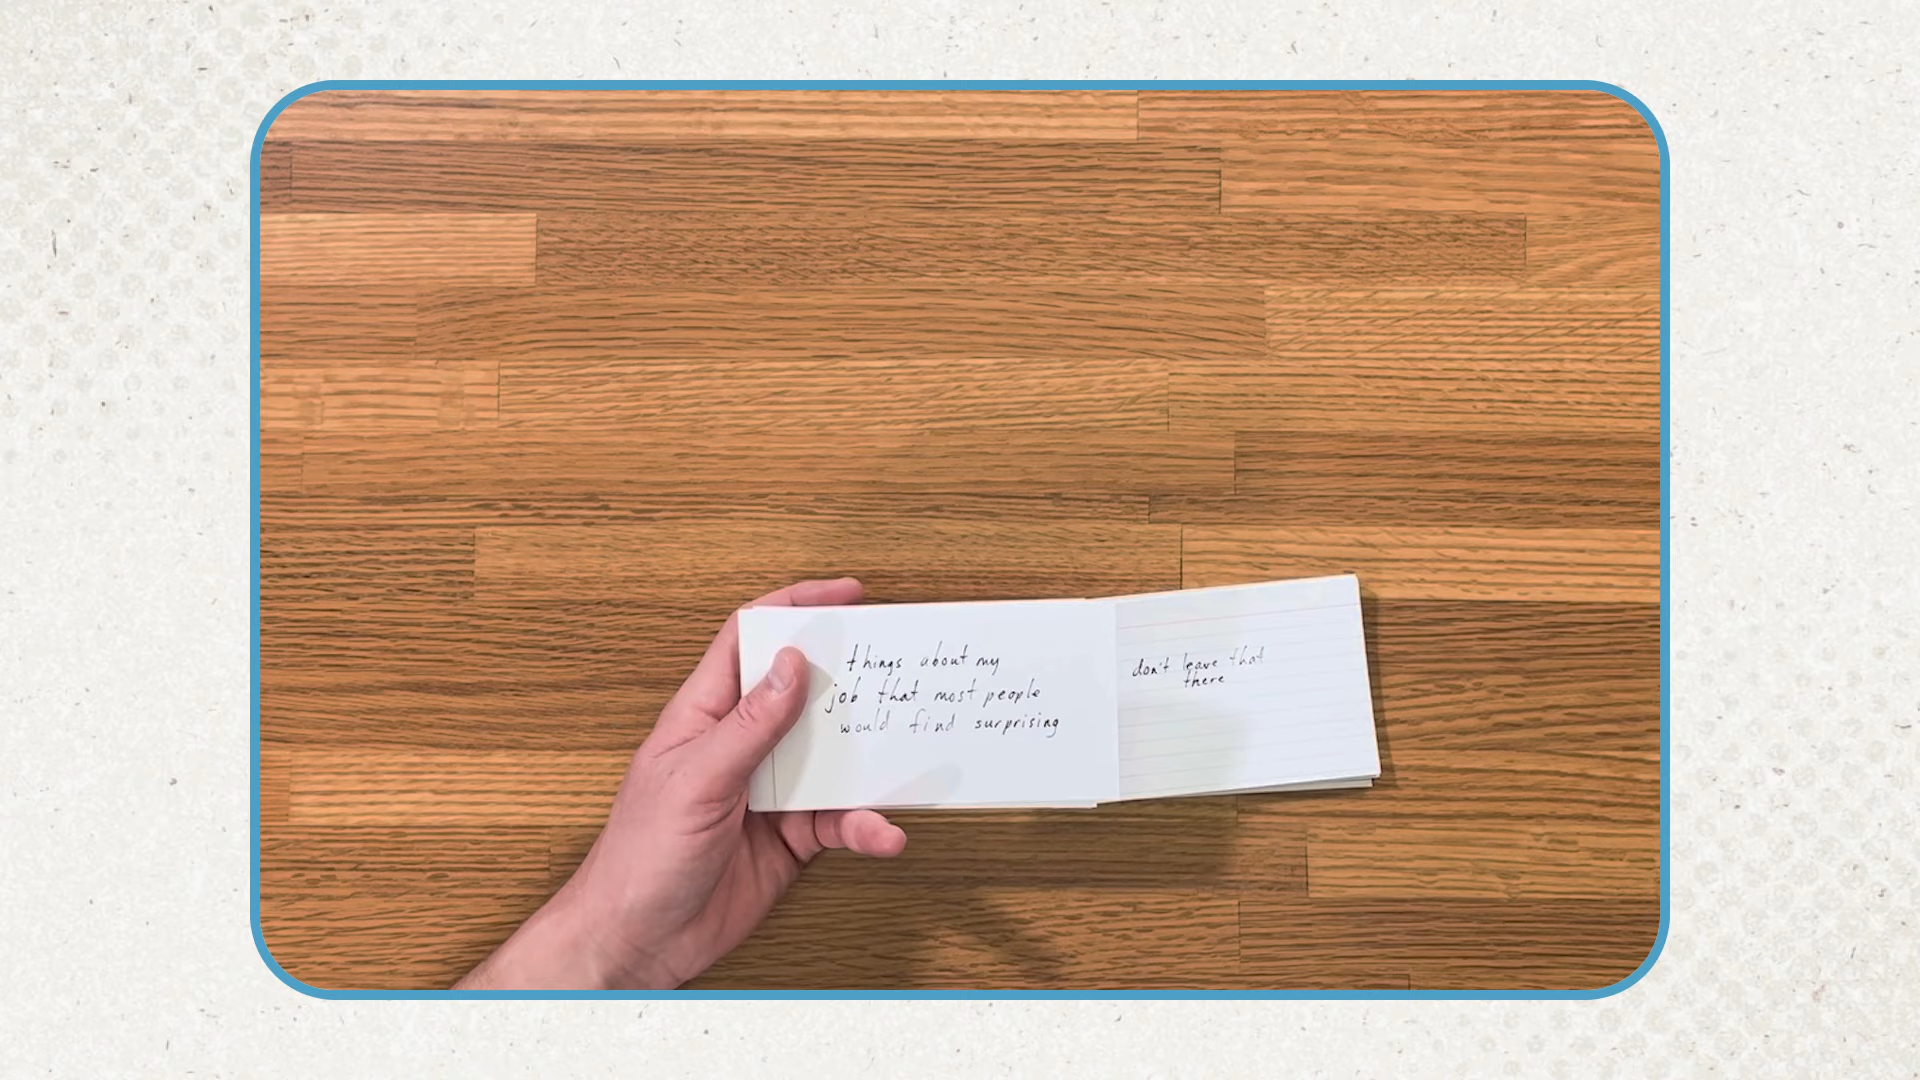 things about my
job that most people
would find surprising
don't leave that
there